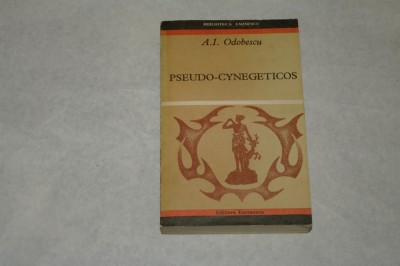 BIBLIOTECA EMINESCU
A.I. Odobescu
PSEUDO-CYNEGETICOS
Editura Eminescu